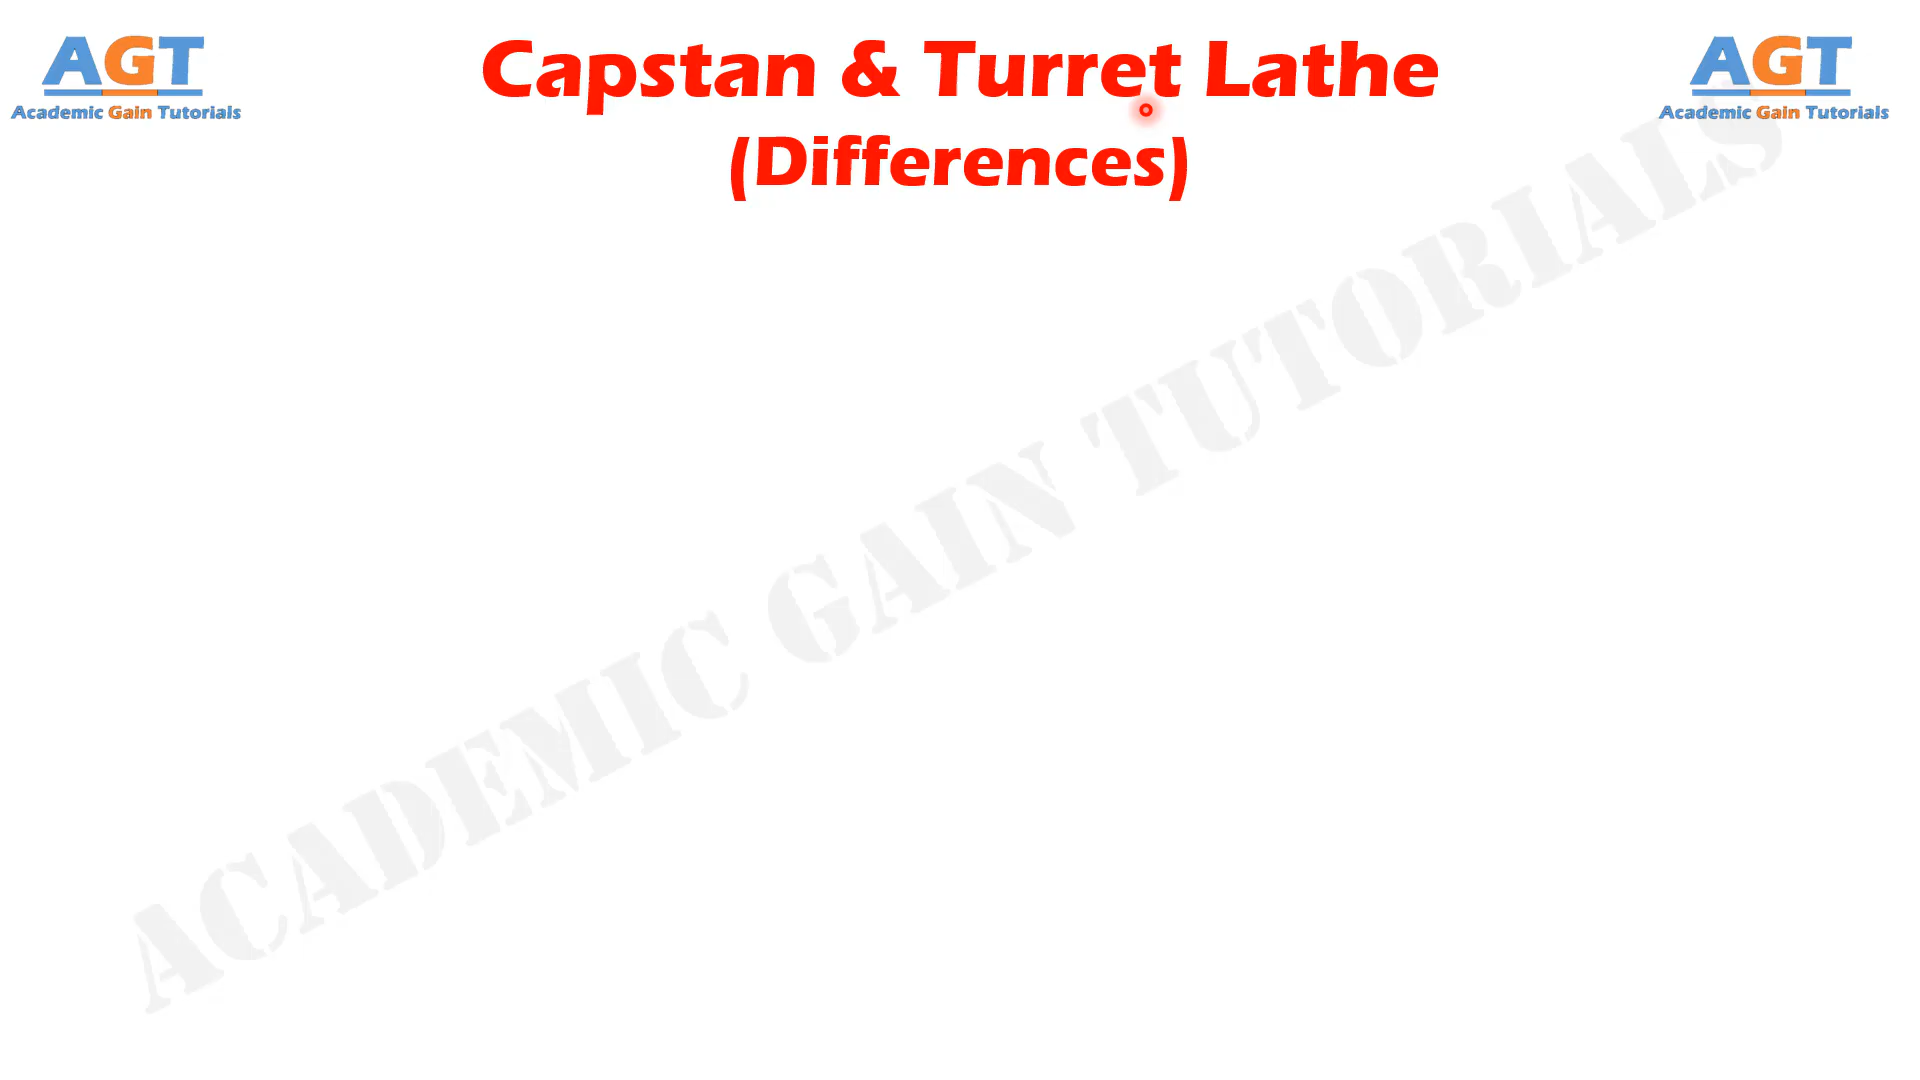 AGT
Academic Gain Tutorials
Capstan & Turret Lathe
(Differences)
AGT
Academic Gain Tutorials
ACADEMIC GAIN TUTORIALS